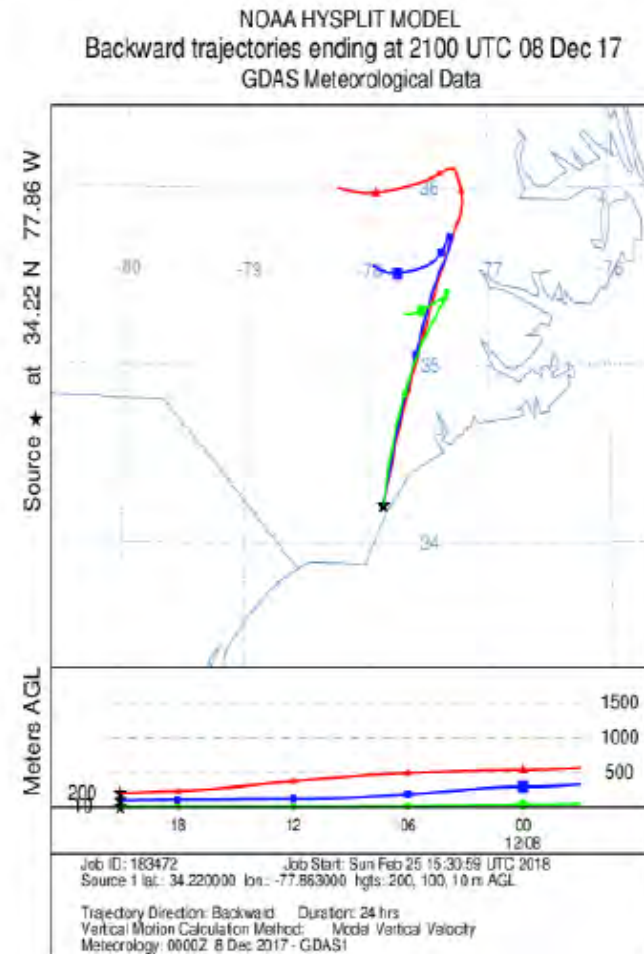 NOAA HYSPLIT MODEL
Backward trajectories ending at 2100 UTC 08 Dec 17
GDAS Meteorological Data
Source ★ at 34.22 N 77.86 W
36
-80 -79 -78 -77 -76
35
34
Meters AGL
1500
1000
500
200
10
18 12 06 00
12/08
Job ID: 183472 Job Start: Sun Feb 25 15:30:59 UTC 2018
Source 1 lat.: 34.220000 lon.: -77.863000 hgts: 200, 100, 10 m AGL
Trajectory Direction: Backward Duration: 24 hrs
Vertical Motion Calculation Method: Model Vertical Velocity
Meteorology: 0000Z 8 Dec 2017 - GDAS1